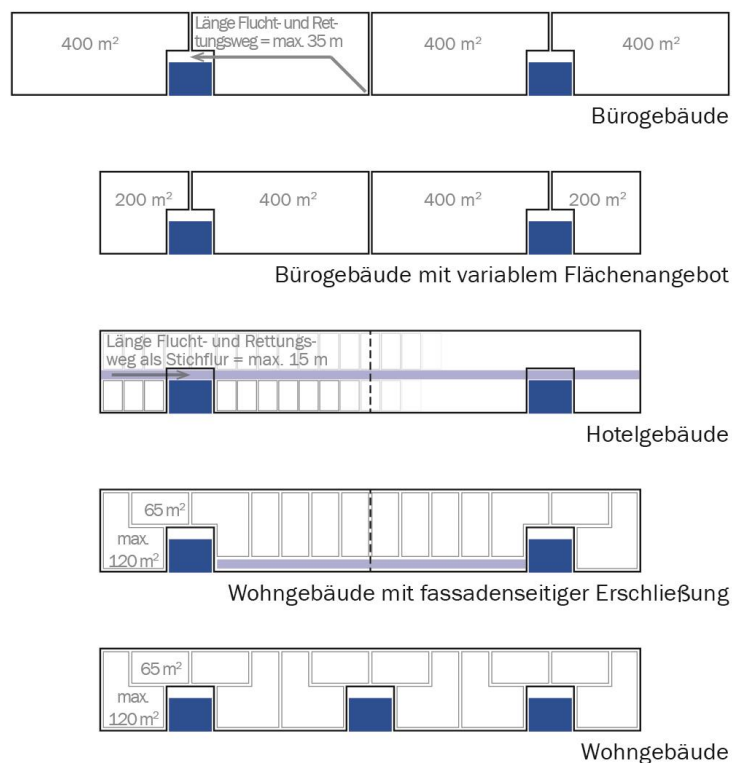 400 m²
Länge Flucht- und Ret-
tungsweg = max. 35 m
400 m²
400 m²
Bürogebäude
200 m²
400 m²
400 m²
200 m²
Bürogebäude mit variablem Flächenangebot
Länge Flucht- und Rettungs-
weg als Stichflur = max. 15 m
Hotelgebäude
65 m²
max.
120 m²
Wohngebäude mit fassadenseitiger Erschließung
65 m²
max.
120 m²
Wohngebäude